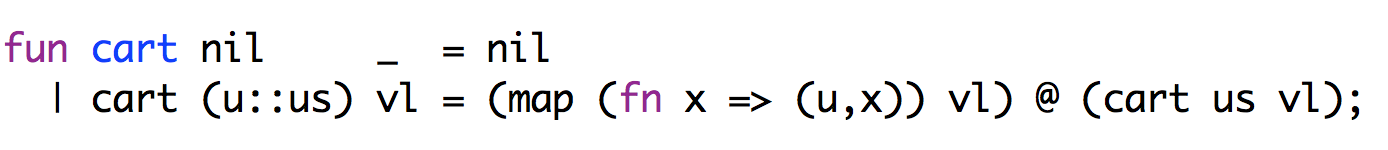 fun cart nil     _  = nil
  | cart (u::us) vl = (map (fn x => (u,x)) vl) @ (cart us vl);